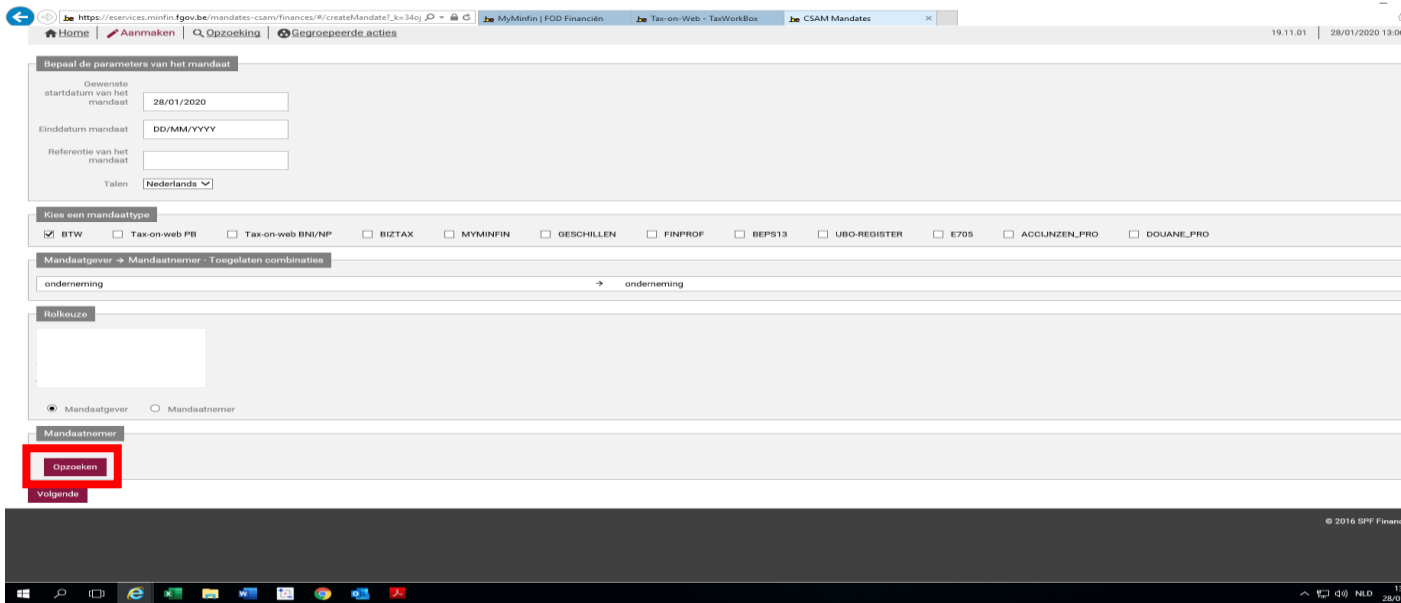 https://eservices.minfin.fgov.be/mandates-csam/finances/#/createMandate?_k=34oj
be MyMinfin | FOD Financiën
be Tax-on-Web - TaxWorkBox
be CSAM Mandates
Home | Aanmaken | Opzoeking | Gegroepeerde acties
19.11.01 | 28/01/2020 13:0
Bepaal de parameters van het mandaat
Gewenste
startdatum van het
mandaat
28/01/2020
Einddatum mandaat DD/MM/YYYY
Referentie van het
mandaat
Talen Nederlands
Kies een mandaattype
BTW Tax-on-web PB Tax-on-web BNI/NP BIZTAX MYMINFIN GESCHILLEN FINPROF BEPS13 UBO-REGISTER E705 ACCIJNZEN_PRO DOUANE_PRO
Mandaatgever → Mandaatnemer - Toegelaten combinaties
onderneming → onderneming
Rolkeuze
Mandaatgever Mandaatnemer
Mandaatnemer
Opzoeken
Volgende
© 2016 SPF Financ
NLD
28/0